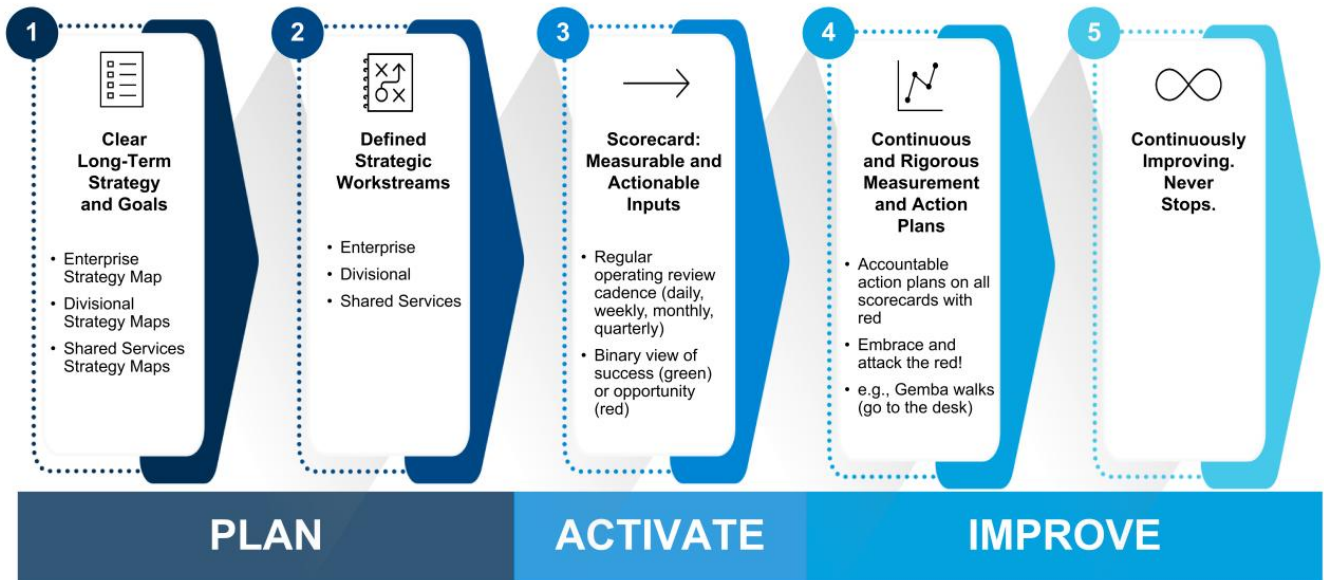 1
Clear
Long-Term
Strategy
and Goals
• Enterprise
Strategy Map
• Divisional
Strategy Maps
• Shared Services
Strategy Maps
2
Defined
Strategic
Workstreams
• Enterprise
• Divisional
• Shared Services
3
Scorecard:
Measurable and
Actionable
Inputs
• Regular
operating review
cadence (daily,
weekly, monthly,
quarterly)
• Binary view of
success (green)
or opportunity
(red)
4
Continuous
and Rigorous
Measurement
and Action
Plans
• Accountable
action plans on all
scorecards with
red
• Embrace and
attack the red!
• e.g., Gemba walks
(go to the desk)
5
Continuously
Improving.
Never
Stops.
PLAN
ACTIVATE
IMPROVE